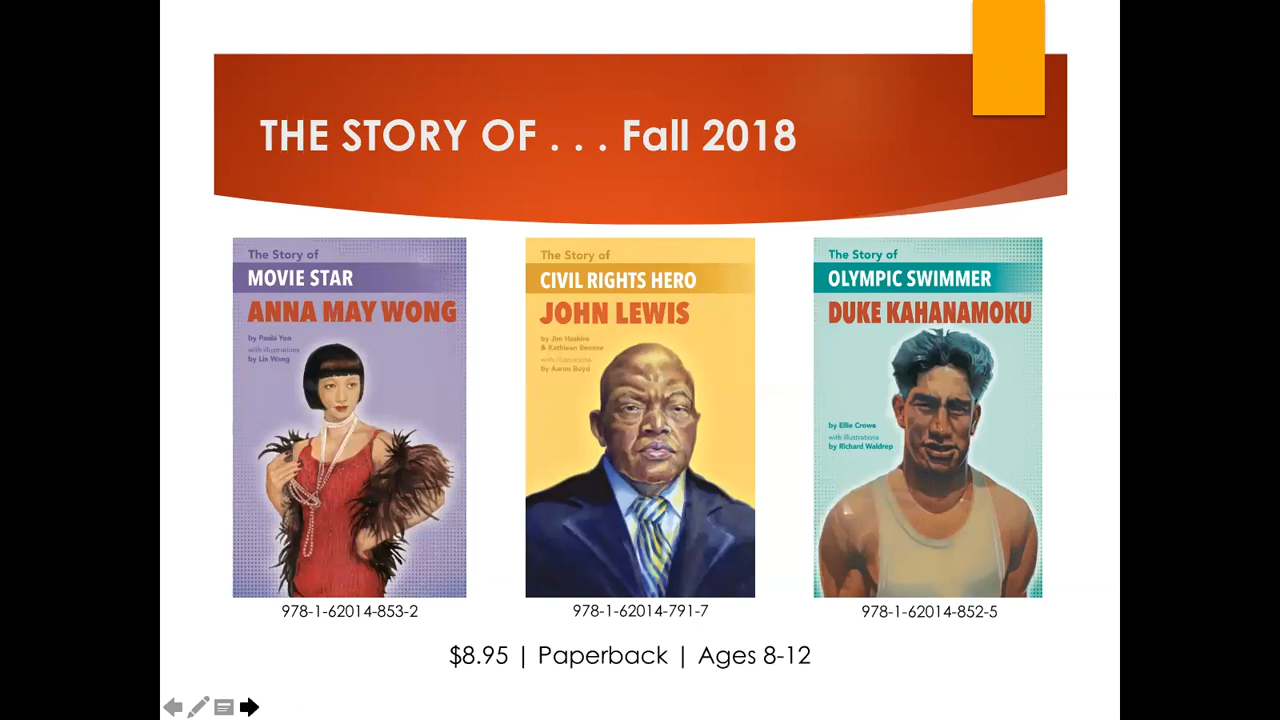 THE STORY OF . . . Fall 2018
The Story of
MOVIE STAR
ANNA MAY WONG
by Paula Yoo
with illustrations
by Lin Wang
978-1-62014-853-2
The Story of
CIVIL RIGHTS HERO
JOHN LEWIS
by Jim Haskins
& Kathleen Benson
with illustrations
by Aaron Boyd
978-1-62014-791-7
The Story of
OLYMPIC SWIMMER
DUKE KAHANAMOKU
by Ellie Crowe
with illustrations
by Richard Waldrep
978-1-62014-852-5
$8.95 | Paperback | Ages 8-12